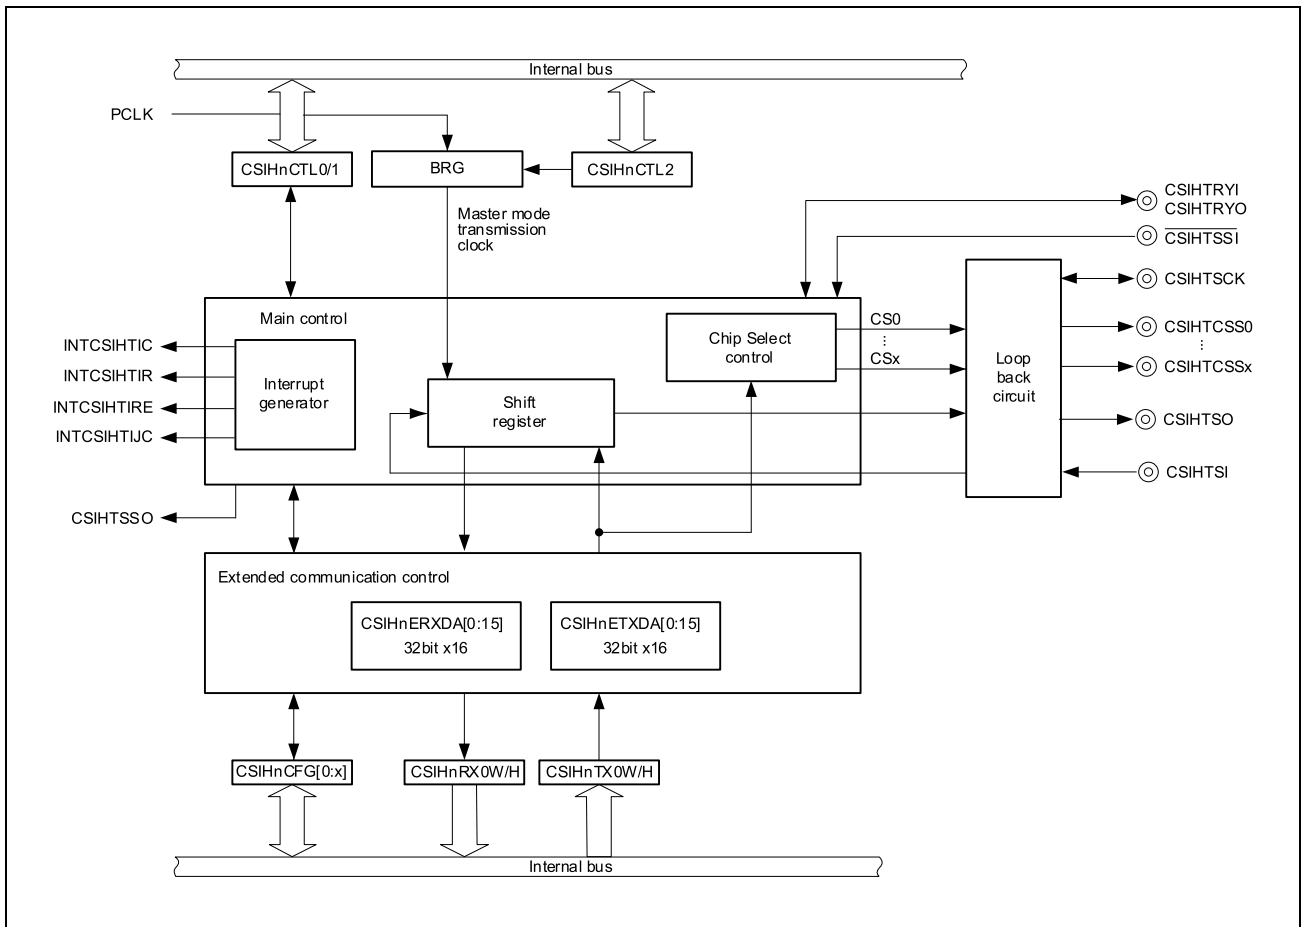 Internal bus
PCLK
CSIHnCTL0/1
BRG
CSIHnCTL2
Master mode
transmission
clock
CSIHTRYI
CSIHTRYO
CSIHTSSI
CSIHTSCK
CSIHTCSS0
⋮
CSIHTCSSx
CSIHTSO
CSIHTSI
Main control
INTCSIHTIC
INTCSIHTIR
INTCSIHTIRE
INTCSIHTIJC
Interrupt
generator
Shift
register
Chip Select
control
CS0
⋮
CSx
Loop
back
circuit
CSIHTSSO
Extended communication control
CSIHnERXDA[0:15]
32bit x16
CSIHnETXDA[0:15]
32bit x16
CSIHnCFG[0:x]
CSIHnRX0W/H
CSIHnTX0W/H
Internal bus